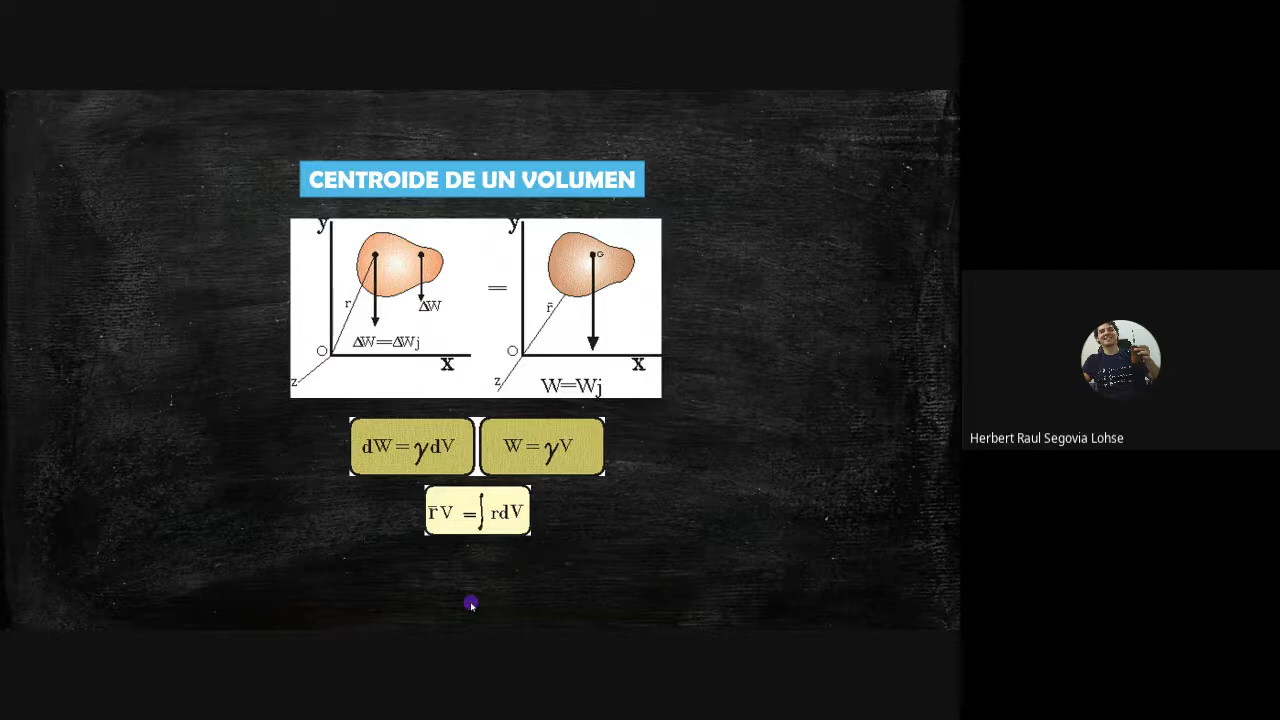 CENTROIDE DE UN VOLUMEN
y
r
ΔW
ΔW=ΔWj
O
x
z
=
y
G
r̄
O
x
z
W=Wj
dW = γdV
W = γV
r̄V = ∫ rdV
Herbert Raul Segovia Lohse